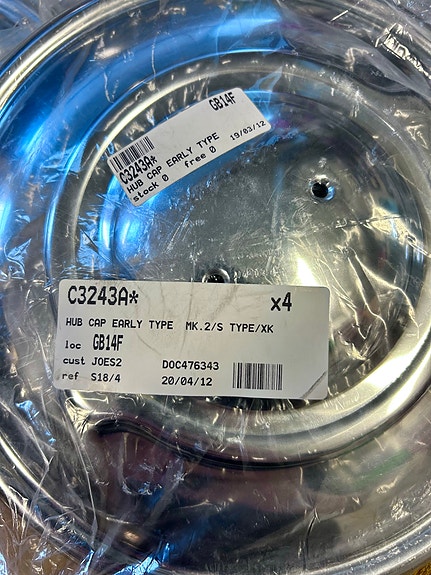 GB14F
C3243A*
HUB CAP EARLY TYPE
stock 0 free 0 19/03/12
C3243A* x4
HUB CAP EARLY TYPE MK.2/S TYPE/XK
loc GB14F
cust JOES2 DOC476343
ref S18/4 20/04/12